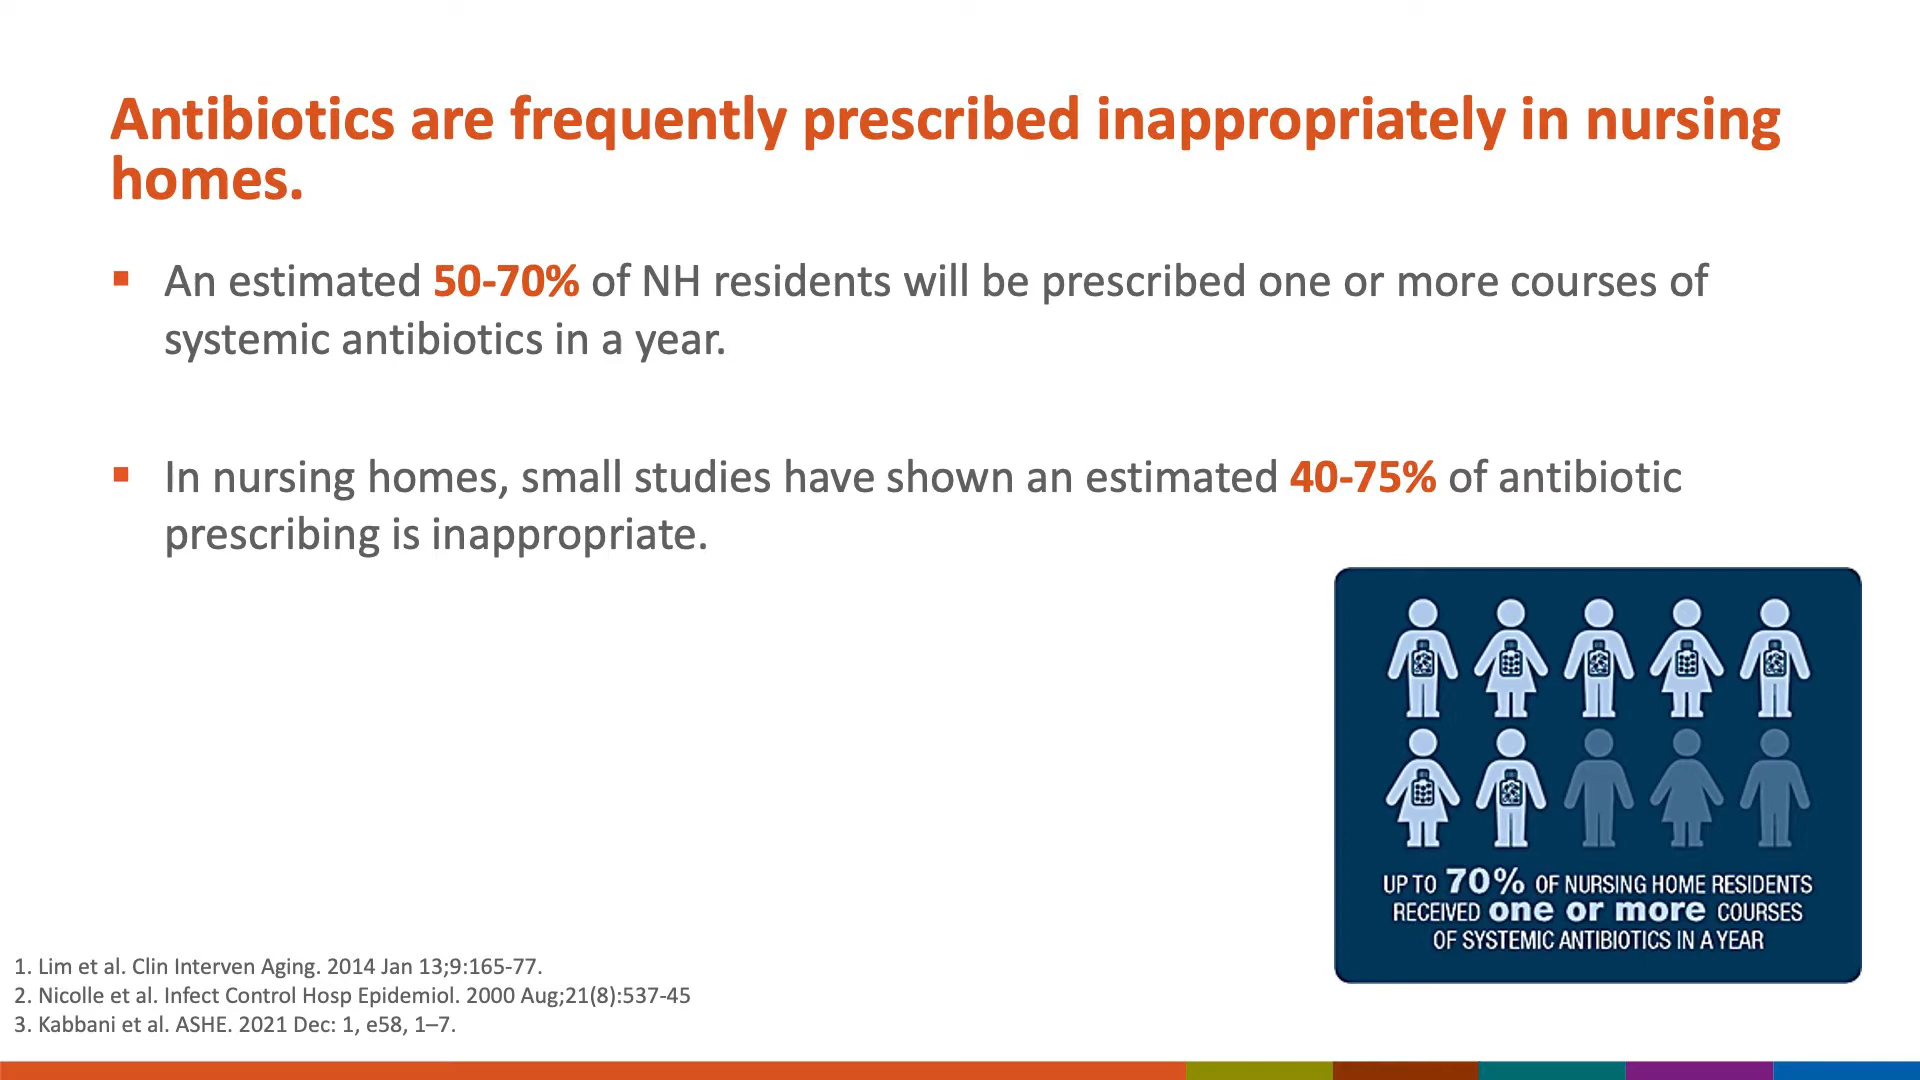 Antibiotics are frequently prescribed inappropriately in nursing
homes.
▪ An estimated 50-70% of NH residents will be prescribed one or more courses of
systemic antibiotics in a year.
▪ In nursing homes, small studies have shown an estimated 40-75% of antibiotic
prescribing is inappropriate.
UP TO 70% OF NURSING HOME RESIDENTS
RECEIVED one or more COURSES
OF SYSTEMIC ANTIBIOTICS IN A YEAR
1. Lim et al. Clin Interven Aging. 2014 Jan 13;9:165-77.
2. Nicolle et al. Infect Control Hosp Epidemiol. 2000 Aug;21(8):537-45
3. Kabbani et al. ASHE. 2021 Dec: 1, e58, 1–7.